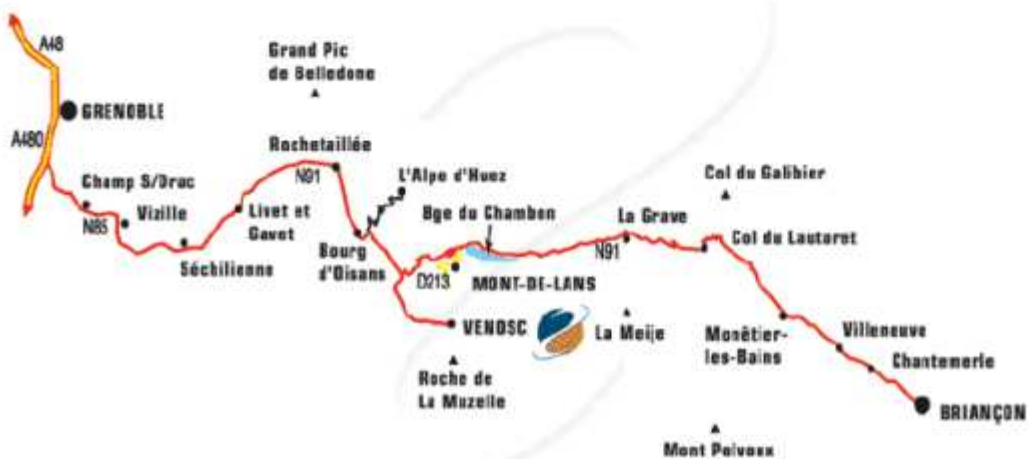 A48
Grand Pic
de Belledone
GRENOBLE
A480
Rochetaillée
N91
L'Alpe d'Huez
Col du Galibier
Champ S/Drac
Vizille
N85
Livet et
Gavet
Bge du Chambon
La Grave
Bourg
d'Oisans
Séchilienne
N91
Col du Lautaret
D213
MONT-DE-LANS
VENOSC
La Meije
Monêtier-
les-Bains
Villeneuve
Chantemerle
Roche de
La Muzelle
BRIANÇON
Mont Pelvoux